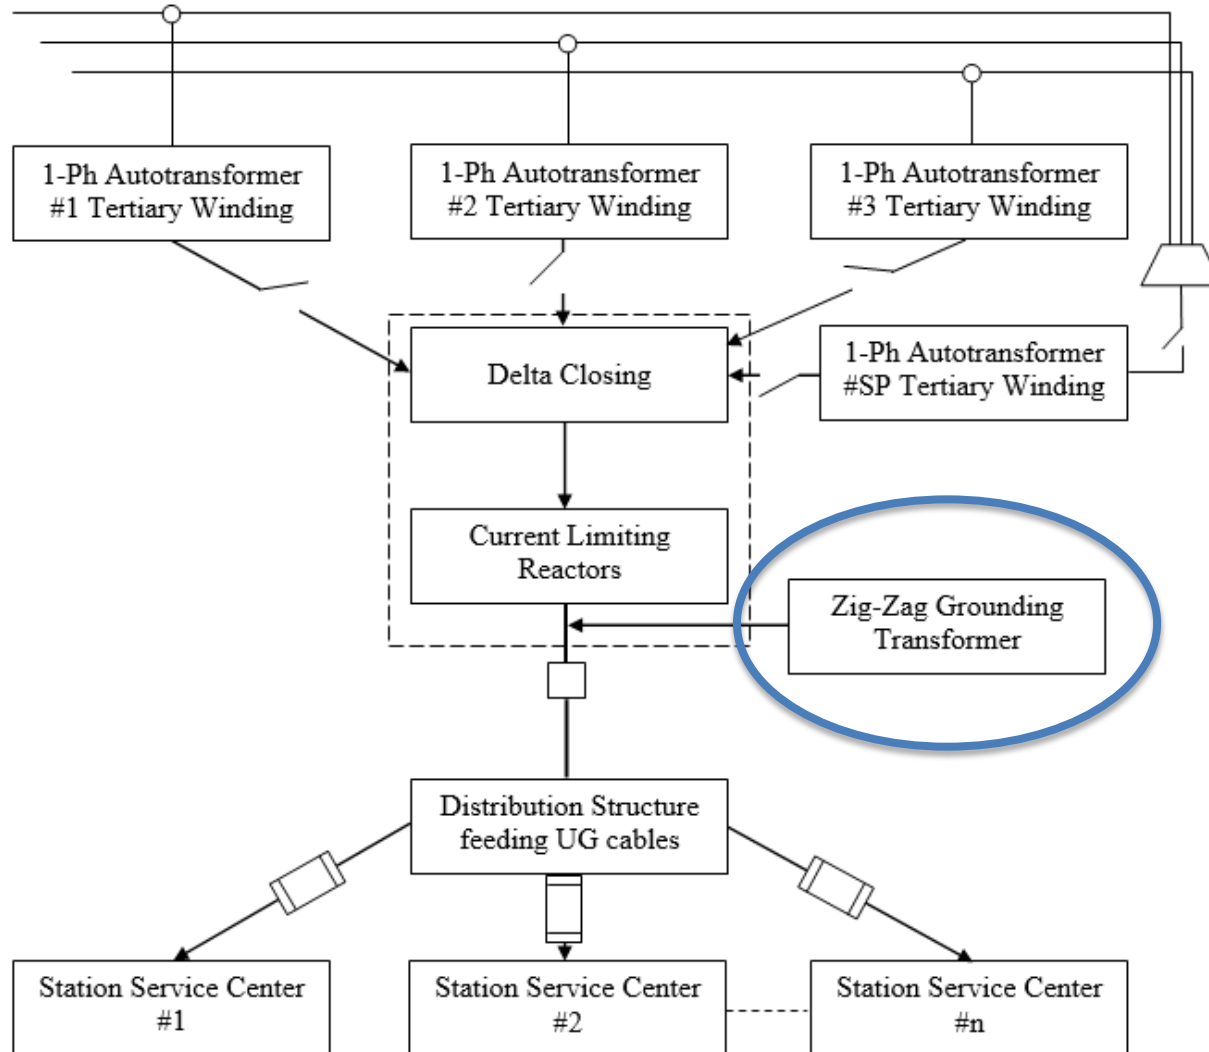 1-Ph Autotransformer
#1 Tertiary Winding
1-Ph Autotransformer
#2 Tertiary Winding
1-Ph Autotransformer
#3 Tertiary Winding
Delta Closing
1-Ph Autotransformer
#SP Tertiary Winding
Current Limiting
Reactors
Zig-Zag Grounding
Transformer
Distribution Structure
feeding UG cables
Station Service Center
#1
Station Service Center
#2
Station Service Center
#n